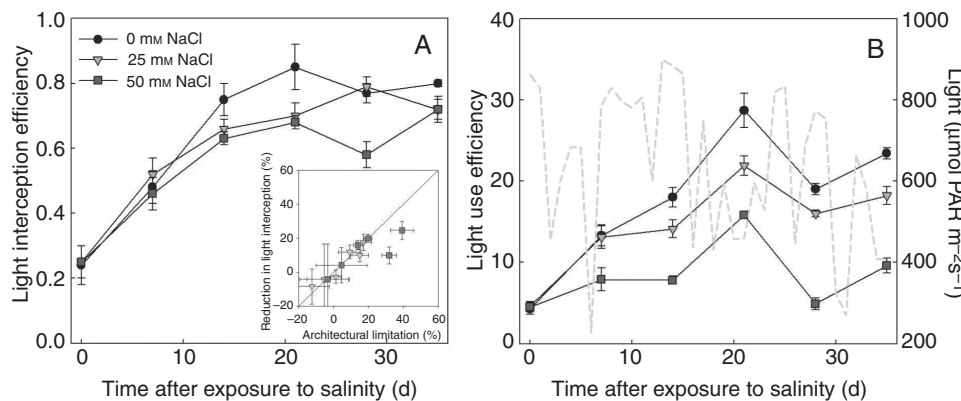 A
0 mM NaCl
25 mM NaCl
50 mM NaCl
Light interception efficiency
1.0
0.8
0.6
0.4
0.2
0.0
0 10 20 30
Time after exposure to salinity (d)
Reduction in light interception (%)
60
40
20
0
−20
−20 0 20 40 60
Architectural limitation (%)
B
Light use efficiency
40
30
20
10
0
0 10 20 30
Time after exposure to salinity (d)
1000
800
600
400
200
Light (μmol PAR m⁻²s⁻¹)